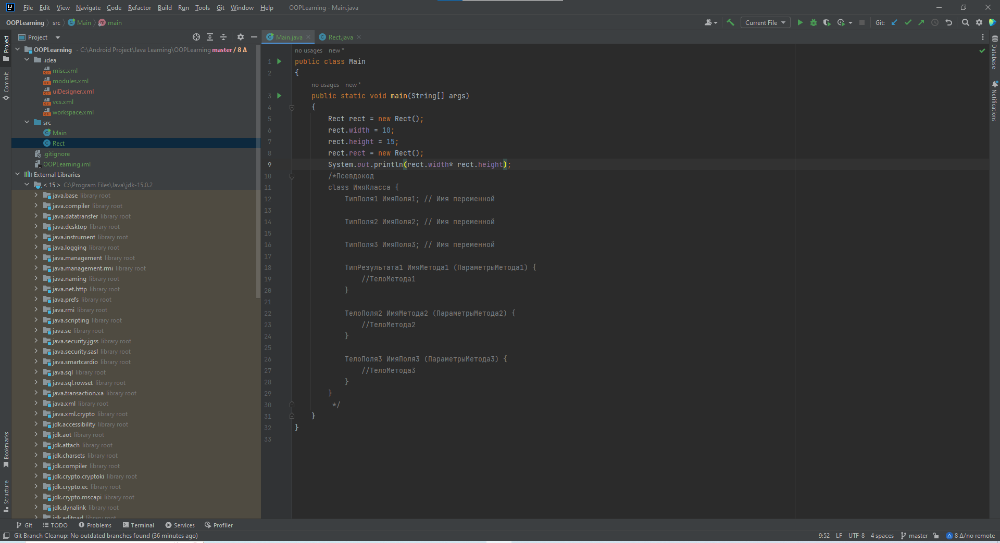 File Edit View Navigate Code Refactor Build Run Tools Git Window Help OOPLearning - Main.java
OOPLearning src Main main
Current File Git:
Project
Main.java Rect.java
Project
Commit
Bookmarks
Structure
OOPLearning - C:\Android Project\Java Learning\OOPLearning master / 8 Δ
.idea
misc.xml
modules.xml
uiDesigner.xml
vcs.xml
workspace.xml
src
Main
Rect
.gitignore
OOPLearning.iml
External Libraries
< 15 > C:\Program Files\Java\jdk-15.0.2
java.base library root
java.compiler library root
java.datatransfer library root
java.desktop library root
java.instrument library root
java.logging library root
java.management library root
java.management.rmi library root
java.naming library root
java.net.http library root
java.prefs library root
java.rmi library root
java.scripting library root
java.se library root
java.security.jgss library root
java.security.sasl library root
java.smartcardio library root
java.sql library root
java.sql.rowset library root
java.transaction.xa library root
java.xml library root
java.xml.crypto library root
jdk.accessibility library root
jdk.aot library root
jdk.attach library root
jdk.charsets library root
jdk.compiler library root
jdk.crypto.cryptoki library root
jdk.crypto.ec library root
jdk.crypto.mscapi library root
jdk.dynalink library root
jdk.editpad library root
no usages new *
1 public class Main
2 {
no usages new *
3 public static void main(String[] args)
4 {
5 Rect rect = new Rect();
6 rect.width = 10;
7 rect.height = 15;
8 rect.rect = new Rect();
9 System.out.println(rect.width* rect.height);
10 /*Псевдокод
11 class ИмяКласса {
12 ТипПоля1 ИмяПоля1; // Имя переменной
13
14 ТипПоля2 ИмяПоля2; // Имя переменной
15
16 ТипПоля3 ИмяПоля3; // Имя переменной
17
18 ТипРезультата1 ИмяМетода1 (ПараметрыМетода1) {
19 //ТелоМетода1
20 }
21
22 ТелоПоля2 ИмяМетода2 (ПараметрыМетода2) {
23 //ТелоМетода2
24 }
25
26 ТелоПоля3 ИмяПоля3 (ПараметрыМетода3) {
27 //ТелоМетода3
28 }
29 }
30 */
31 }
32 }
33
Database
Notifications
Git TODO Problems Terminal Services Profiler
Git Branch Cleanup: No outdated branches found (36 minutes ago) 9:52 LF UTF-8 4 spaces master 8 Δ/no remote